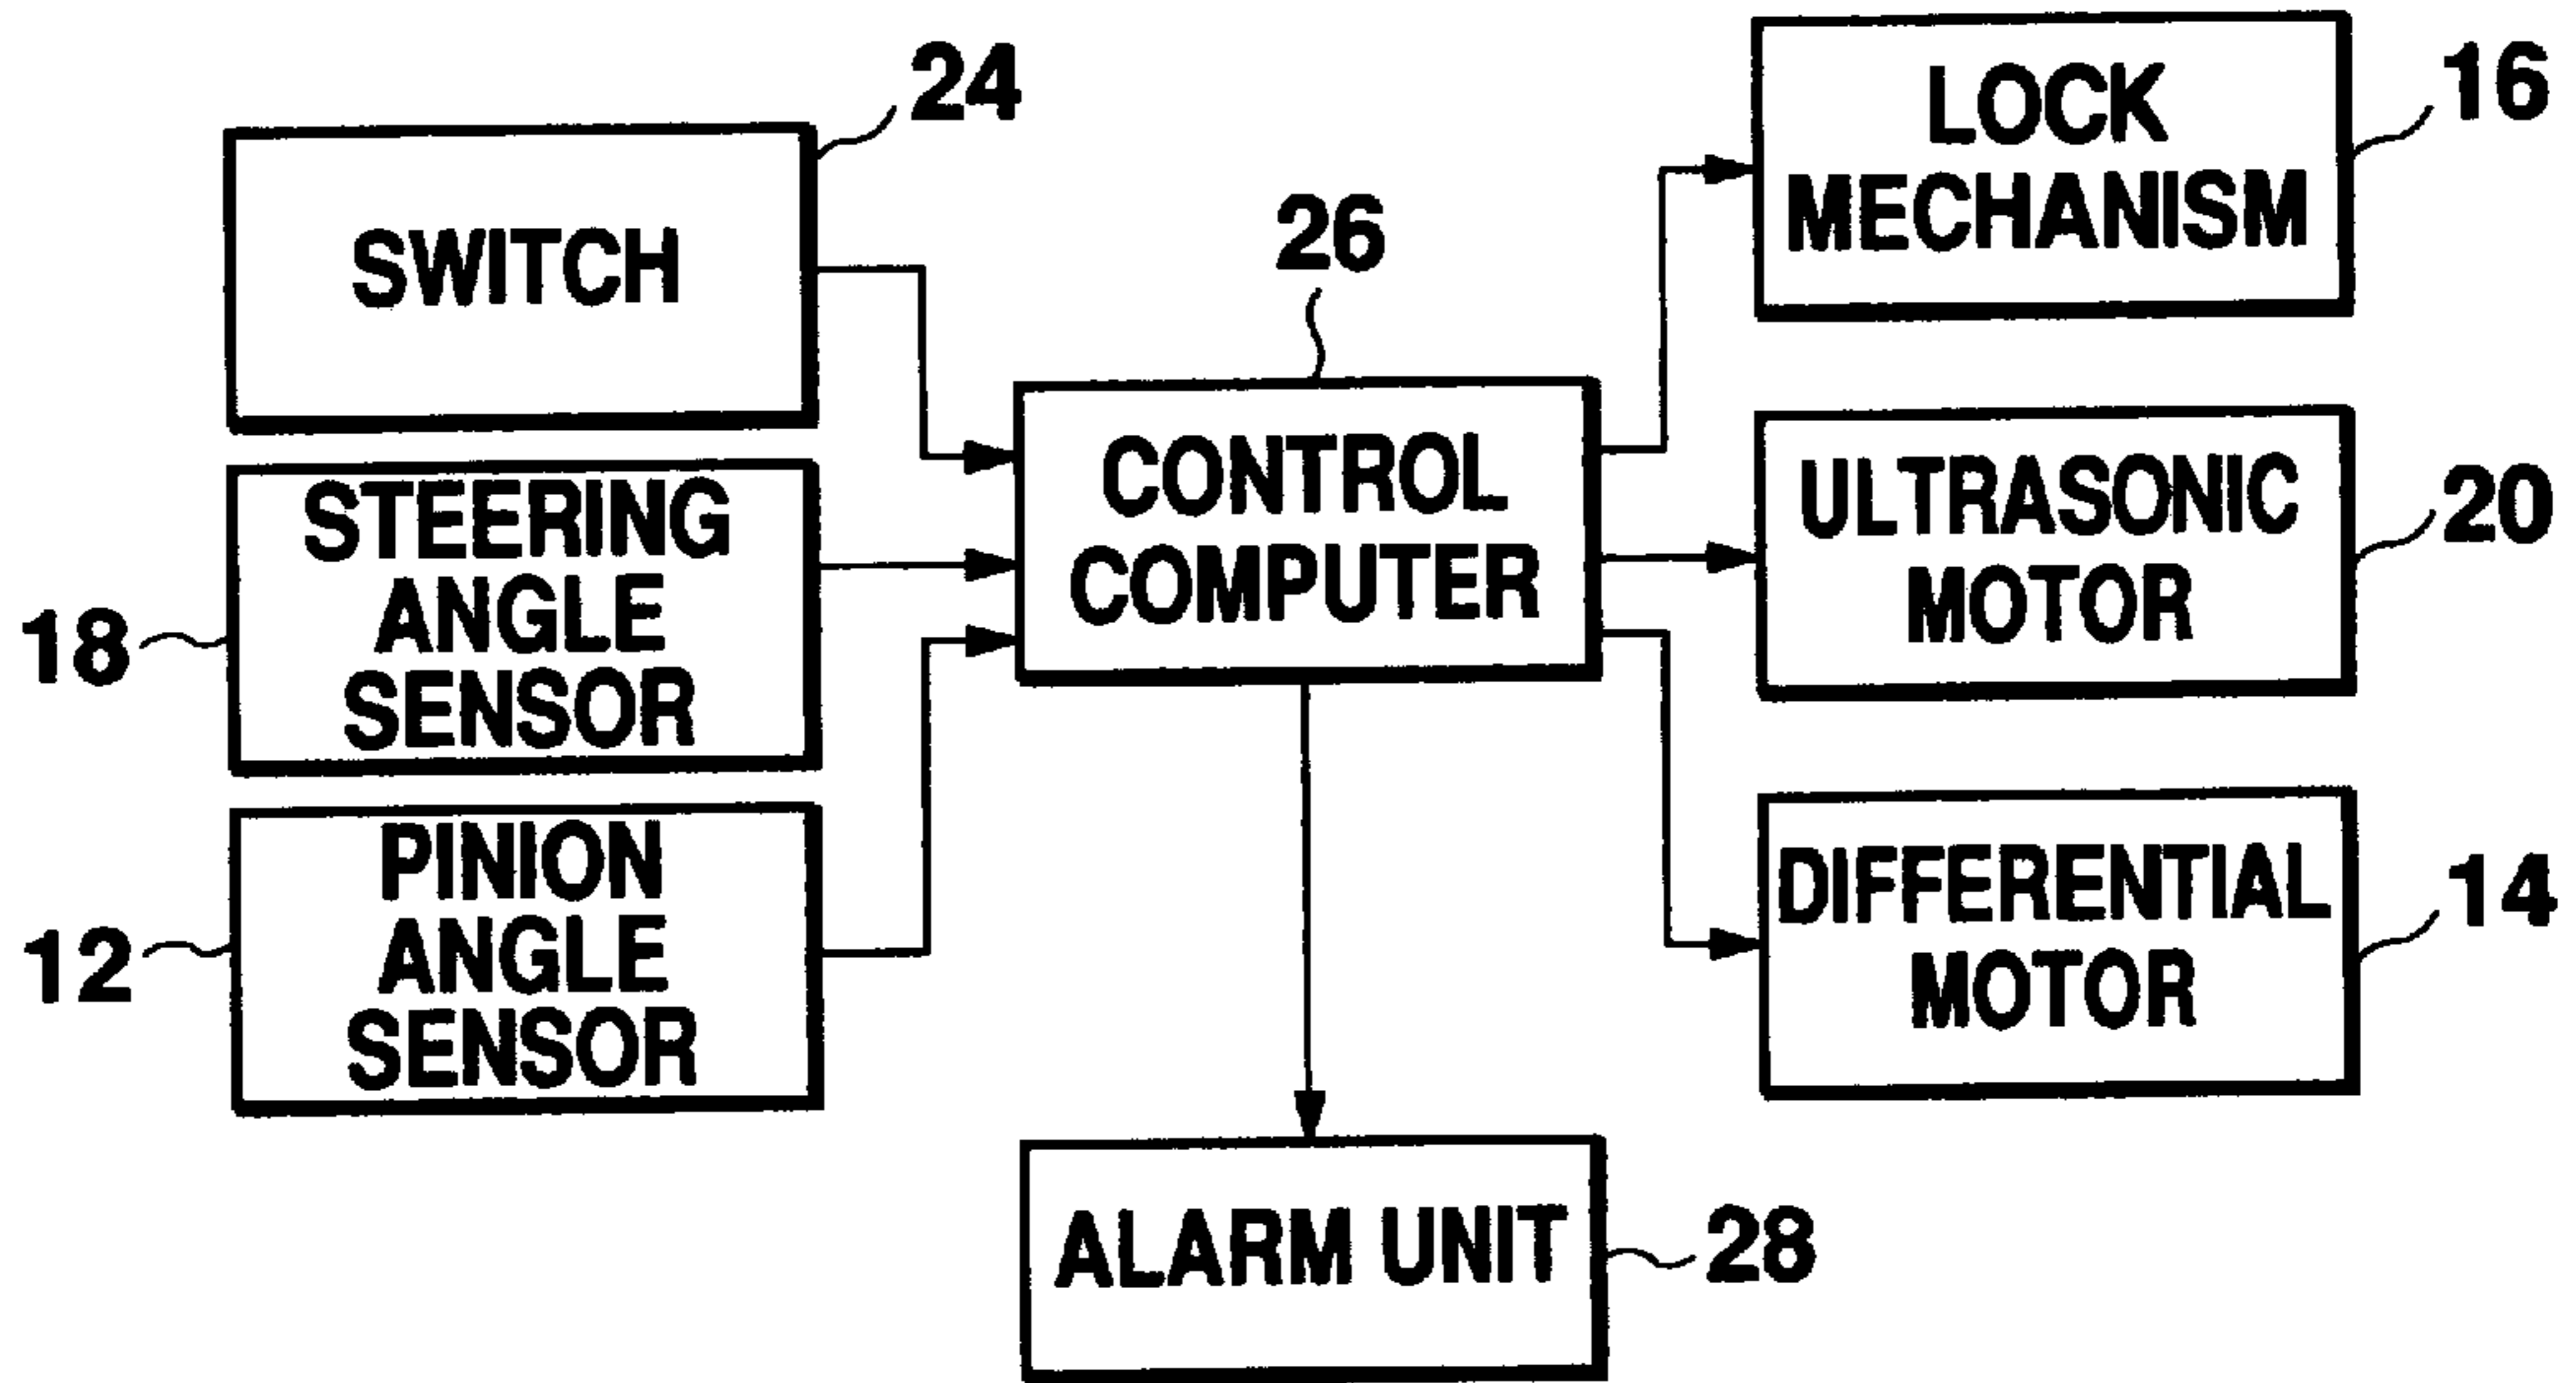 24
SWITCH
18
STEERING
ANGLE
SENSOR
12
PINION
ANGLE
SENSOR
26
CONTROL
COMPUTER
ALARM UNIT
28
LOCK
MECHANISM
16
ULTRASONIC
MOTOR
20
DIFFERENTIAL
MOTOR
14